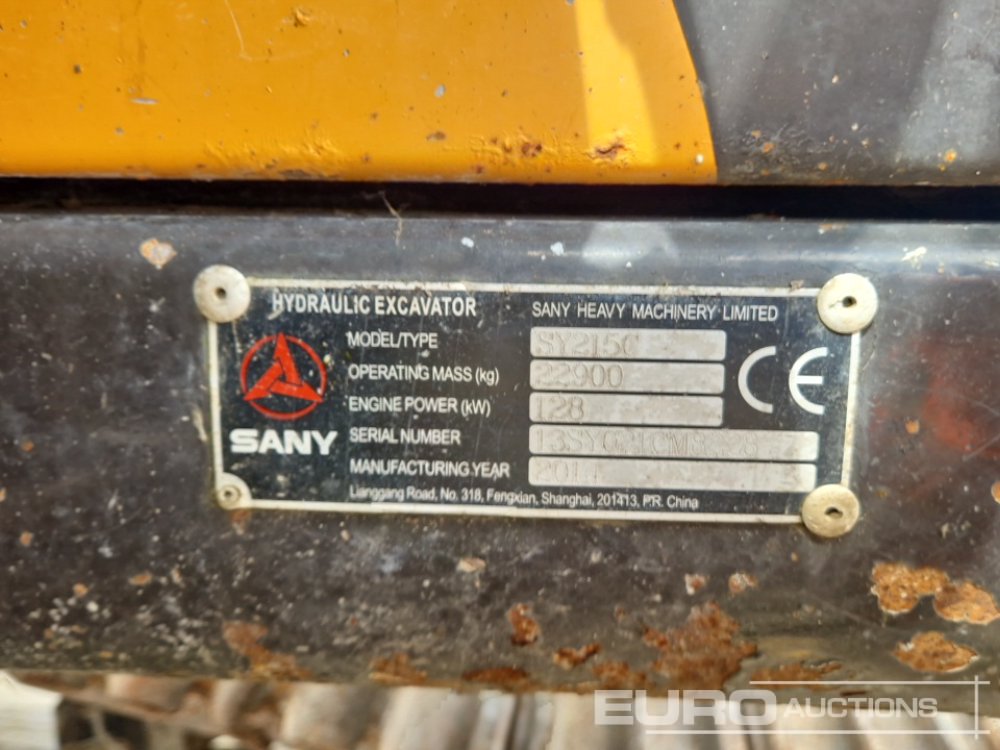 HYDRAULIC EXCAVATOR SANY HEAVY MACHINERY LIMITED
MODEL/TYPE SY215C
OPERATING MASS (kg) 22900
ENGINE POWER (kW) 128
SERIAL NUMBER
MANUFACTURING YEAR
Lianggang Road, No. 318, Fengxian, Shanghai, 201413, P.R. China
SANY
CE
EURO AUCTIONS